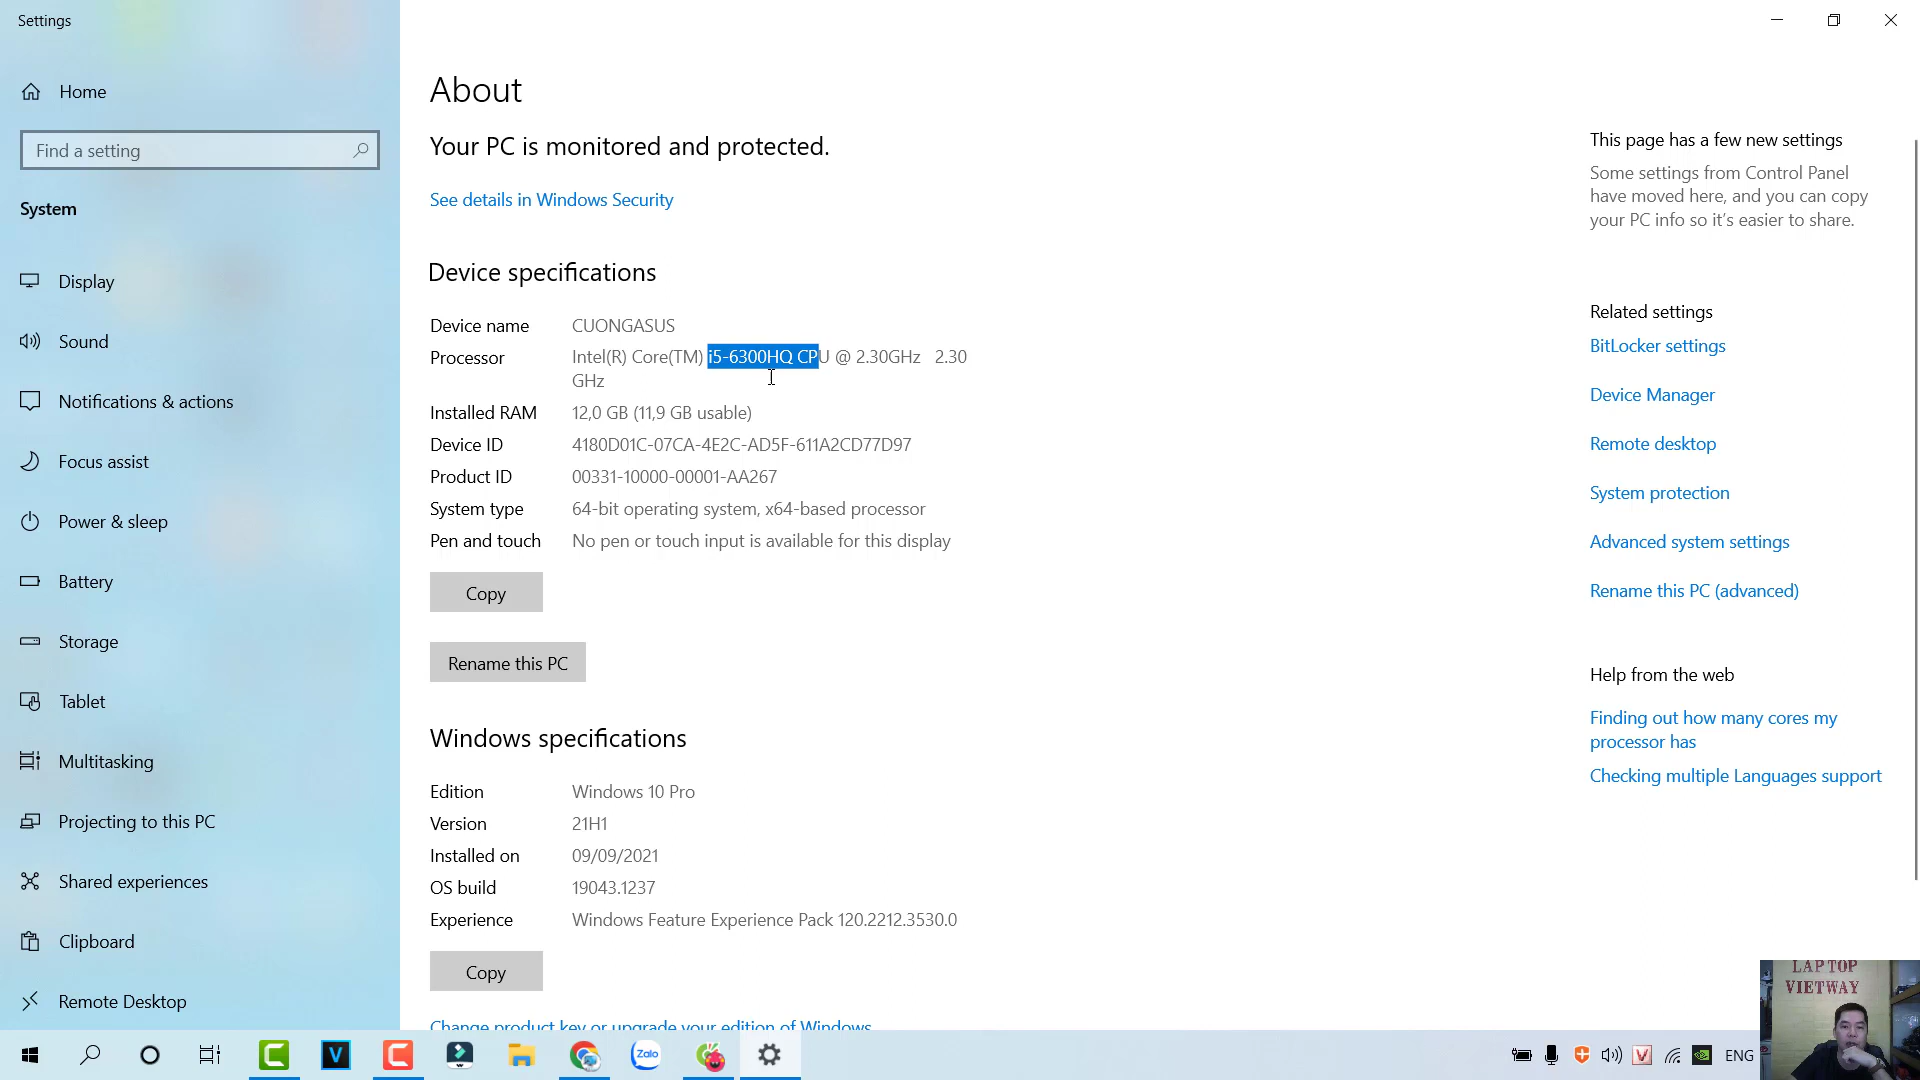 Settings
Home
Find a setting
System
Display
Sound
Notifications & actions
Focus assist
Power & sleep
Battery
Storage
Tablet
Multitasking
Projecting to this PC
Shared experiences
Clipboard
Remote Desktop
About
Your PC is monitored and protected.
See details in Windows Security
Device specifications
Device name CUONGASUS
Processor Intel(R) Core(TM) i5-6300HQ CPU @ 2.30GHz 2.30
GHz
Installed RAM 12,0 GB (11,9 GB usable)
Device ID 4180D01C-07CA-4E2C-AD5F-611A2CD77D97
Product ID 00331-10000-00001-AA267
System type 64-bit operating system, x64-based processor
Pen and touch No pen or touch input is available for this display
Copy
Rename this PC
Windows specifications
Edition Windows 10 Pro
Version 21H1
Installed on 09/09/2021
OS build 19043.1237
Experience Windows Feature Experience Pack 120.2212.3530.0
Copy
Change product key or upgrade your edition of Windows
This page has a few new settings
Some settings from Control Panel
have moved here, and you can copy
your PC info so it's easier to share.
Related settings
BitLocker settings
Device Manager
Remote desktop
System protection
Advanced system settings
Rename this PC (advanced)
Help from the web
Finding out how many cores my
processor has
Checking multiple Languages support
LAPTOP
VIETWAY
V
Zalo
V
ENG